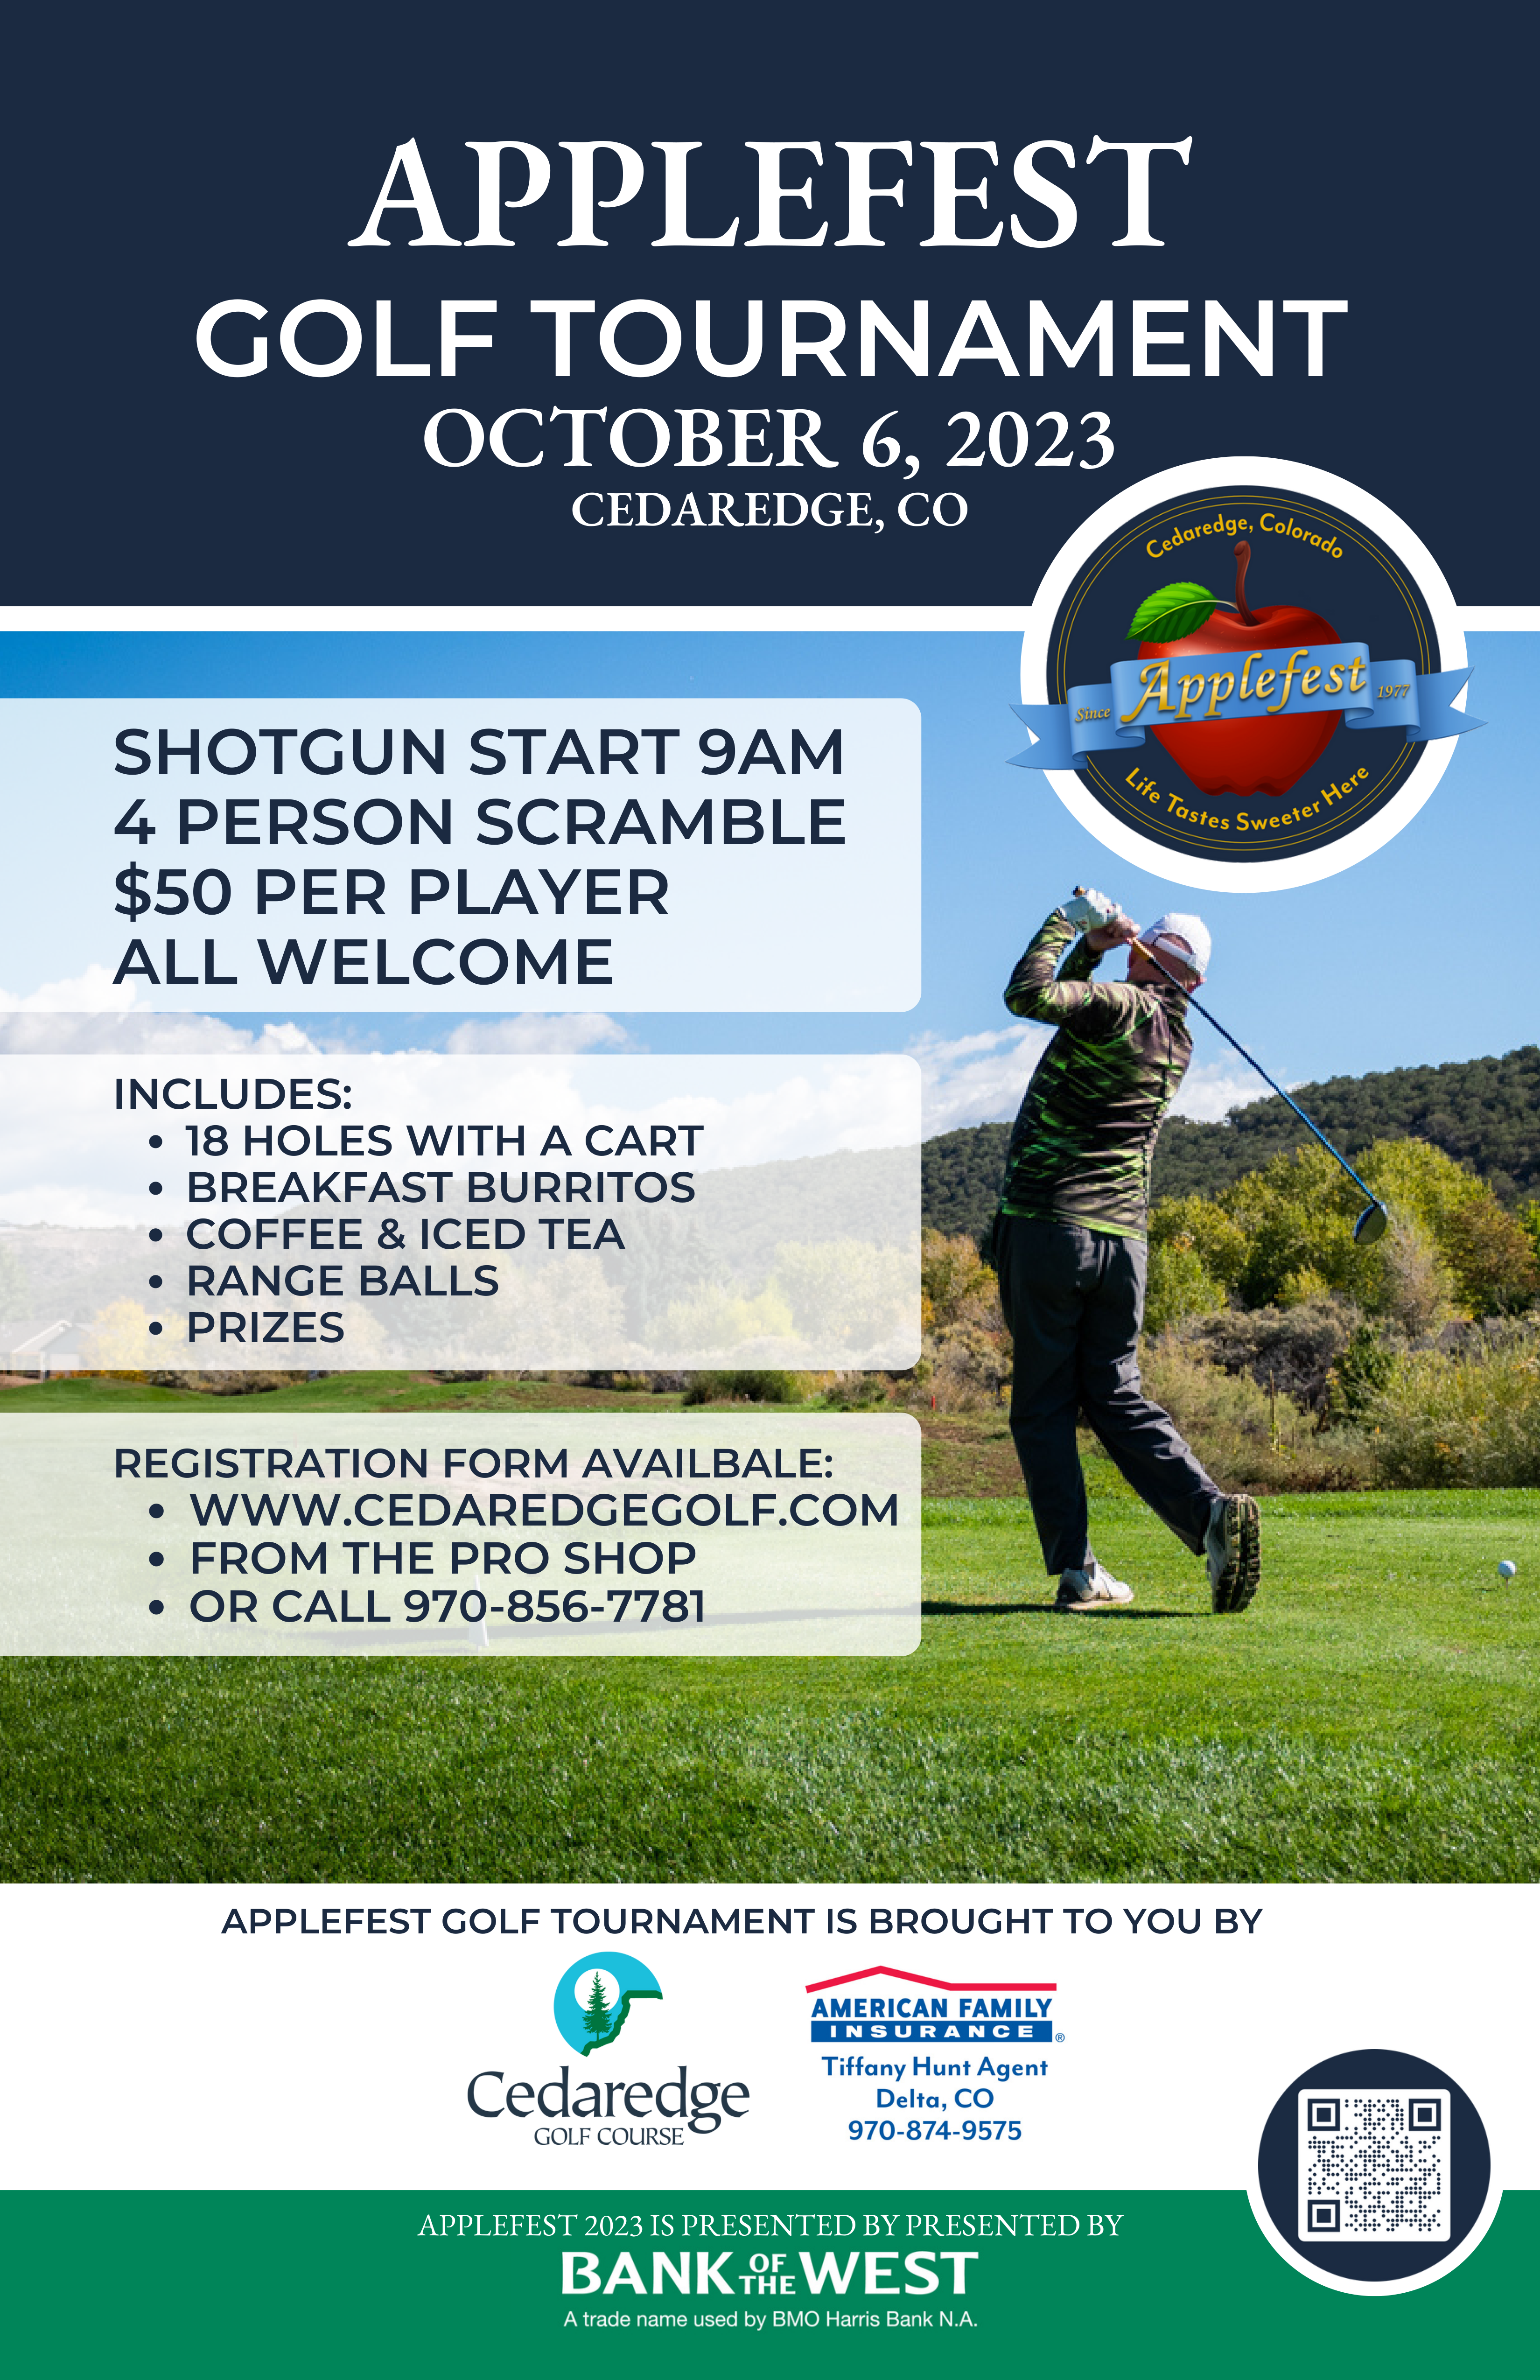 APPLEFEST
GOLF TOURNAMENT
OCTOBER 6, 2023
CEDAREDGE, CO
Cedaredge, Colorado
Since Applefest 1977
Life Tastes Sweeter Here
SHOTGUN START 9AM
4 PERSON SCRAMBLE
$50 PER PLAYER
ALL WELCOME
INCLUDES:
• 18 HOLES WITH A CART
• BREAKFAST BURRITOS
• COFFEE & ICED TEA
• RANGE BALLS
• PRIZES
REGISTRATION FORM AVAILBALE:
• WWW.CEDAREDGEGOLF.COM
• FROM THE PRO SHOP
• OR CALL 970-856-7781
APPLEFEST GOLF TOURNAMENT IS BROUGHT TO YOU BY
Cedaredge
GOLF COURSE
AMERICAN FAMILY
INSURANCE ®
Tiffany Hunt Agent
Delta, CO
970-874-9575
APPLEFEST 2023 IS PRESENTED BY PRESENTED BY
BANK OF THE WEST
A trade name used by BMO Harris Bank N.A.